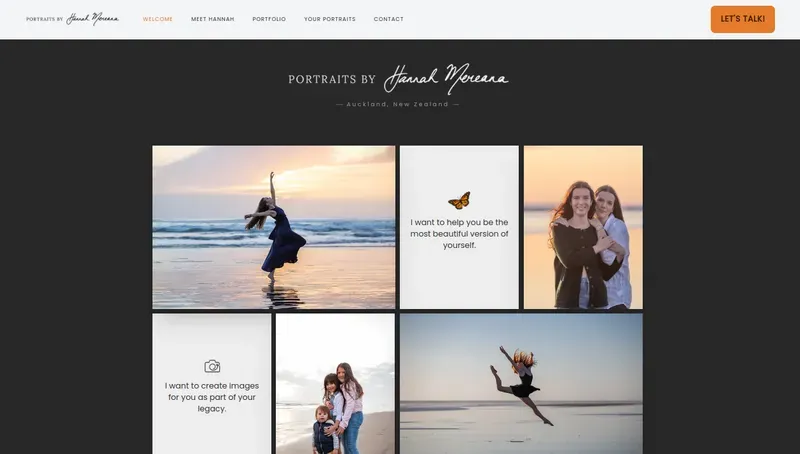 PORTRAITS BY Hannah Mereana
WELCOME
MEET HANNAH
PORTFOLIO
YOUR PORTRAITS
CONTACT
LET'S TALK!
PORTRAITS BY Hannah Mereana
— Auckland, New Zealand —
I want to help you be the
most beautiful version of
yourself.
I want to create images
for you as part of your
legacy.